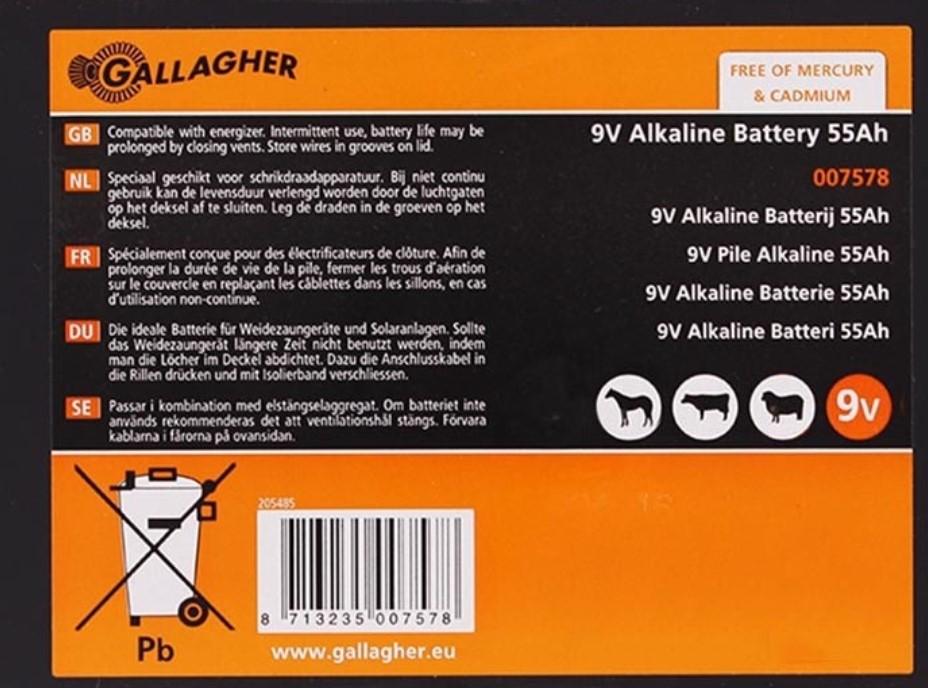 GALLAGHER
FREE OF MERCURY
& CADMIUM
GB Compatible with energizer. Intermittent use, battery life may be
prolonged by closing vents. Store wires in grooves on lid.
NL Speciaal geschikt voor schrikdraadapparatuur. Bij niet continu
gebruik kan de levensduur verlengd worden door de luchtgaten
op het deksel af te sluiten. Leg de draden in de groeven op het
deksel.
FR Spécialement conçue pour des électrificateurs de clôture. Afin de
prolonger la durée de vie de la pile, fermer les trous d'aération
sur le couvercle en replaçant les câblettes dans les sillons, en cas
d'utilisation non-continue.
DU Die ideale Batterie für Weidezaungeräte und Solaranlagen. Sollte
das Weidezaungerät längere Zeit nicht benutzt werden, indem
man die Löcher im Deckel abdichtet. Dazu die Anschlusskabel in
die Rillen drücken und mit Isolierband verschliessen.
SE Passar i kombination med elstängselaggregat. Om batteriet inte
används rekommenderas det att ventilationshål stängs. Förvara
kablarna i fårorna på ovansidan.
9V Alkaline Battery 55Ah
007578
9V Alkaline Batterij 55Ah
9V Pile Alkaline 55Ah
9V Alkaline Batterie 55Ah
9V Alkaline Batteri 55Ah
9v
Pb
205485
8 713235 007578
www.gallagher.eu